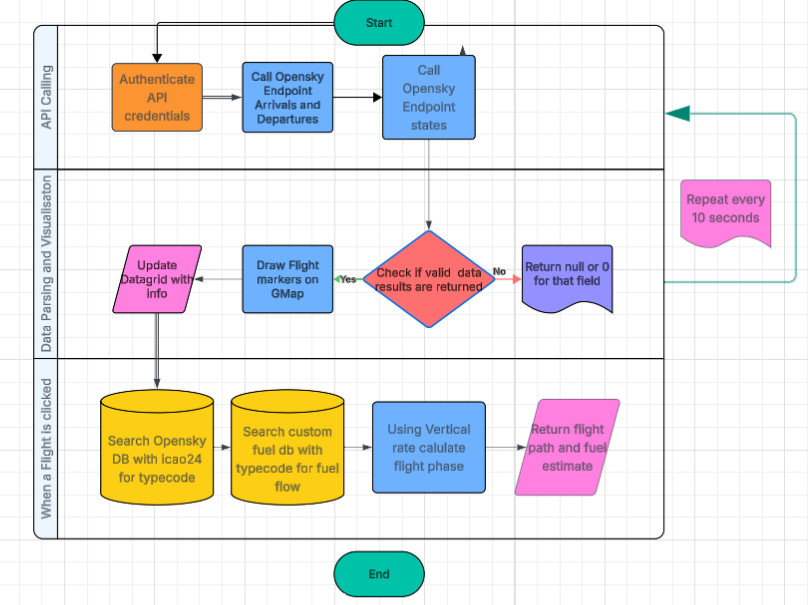 Start
API Calling
Authenticate
API
credentials
Call Opensky
Endpoint
Arrivals and
Departures
Call
Opensky
Endpoint
states
Repeat every
10 seconds
Data Parsing and Visualisaton
Update
Datagrid with
info
Draw Flight
markers on
GMap
Yes
Check if valid data
results are returned
No
Return null or 0
for that field
When a Flight is clicked
Search Opensky
DB with icao24
for typecode
Search custom
fuel db with
typecode for fuel
flow
Using Vertical
rate calulate
flight phase
Return flight
path and fuel
estimate
End